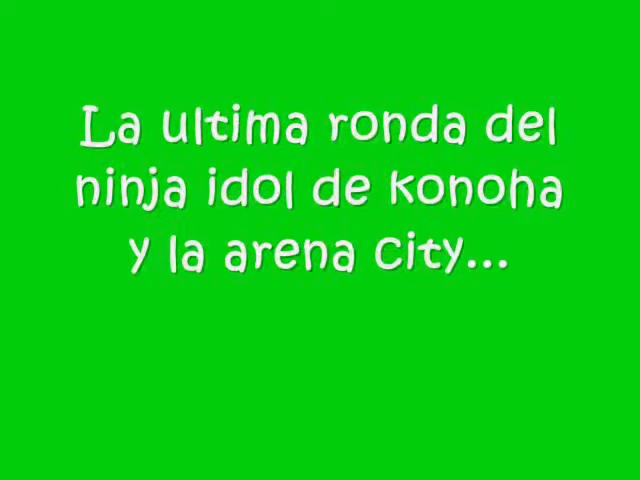 La ultima ronda del
ninja idol de konoha
y la arena city...